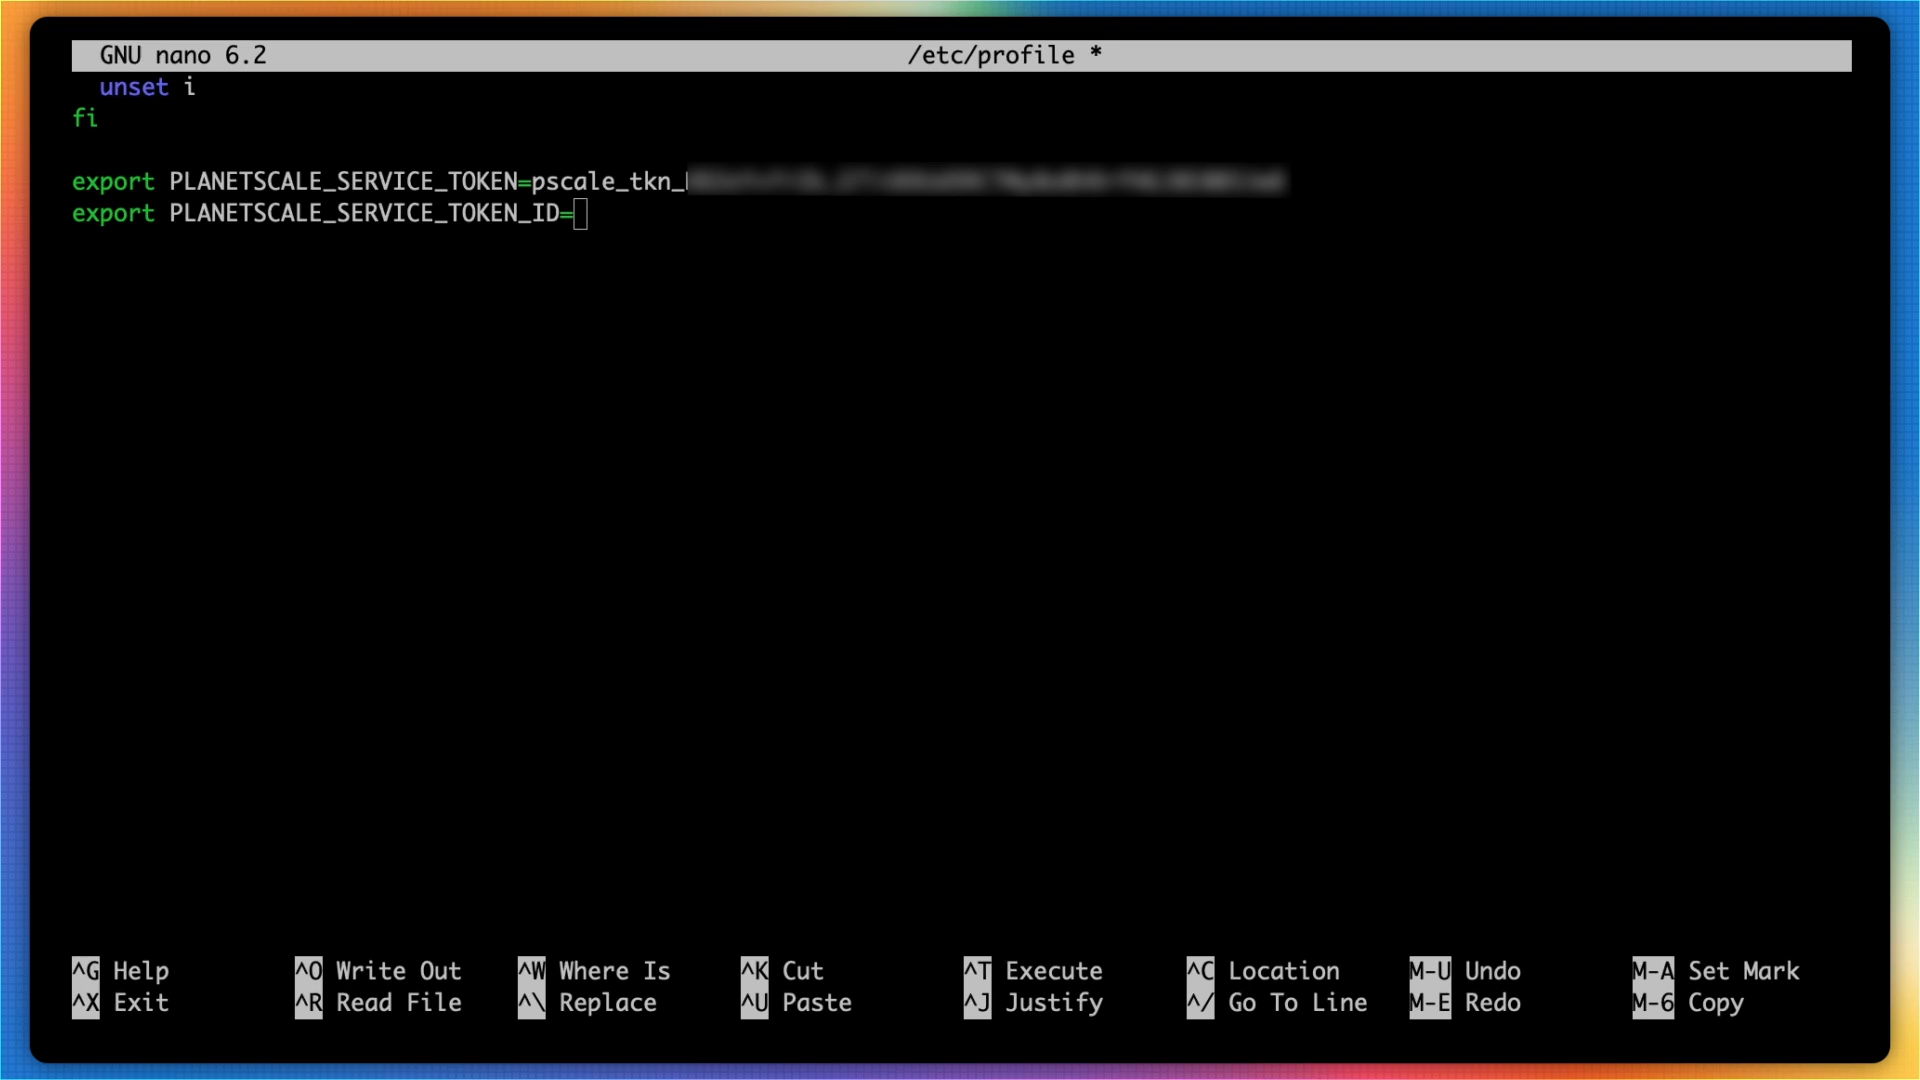 GNU nano 6.2 /etc/profile *
unset i
fi
export PLANETSCALE_SERVICE_TOKEN=pscale_tkn_
export PLANETSCALE_SERVICE_TOKEN_ID=
^G Help ^O Write Out ^W Where Is ^K Cut ^T Execute ^C Location M-U Undo M-A Set Mark
^X Exit ^R Read File ^\ Replace ^U Paste ^J Justify ^/ Go To Line M-E Redo M-6 Copy